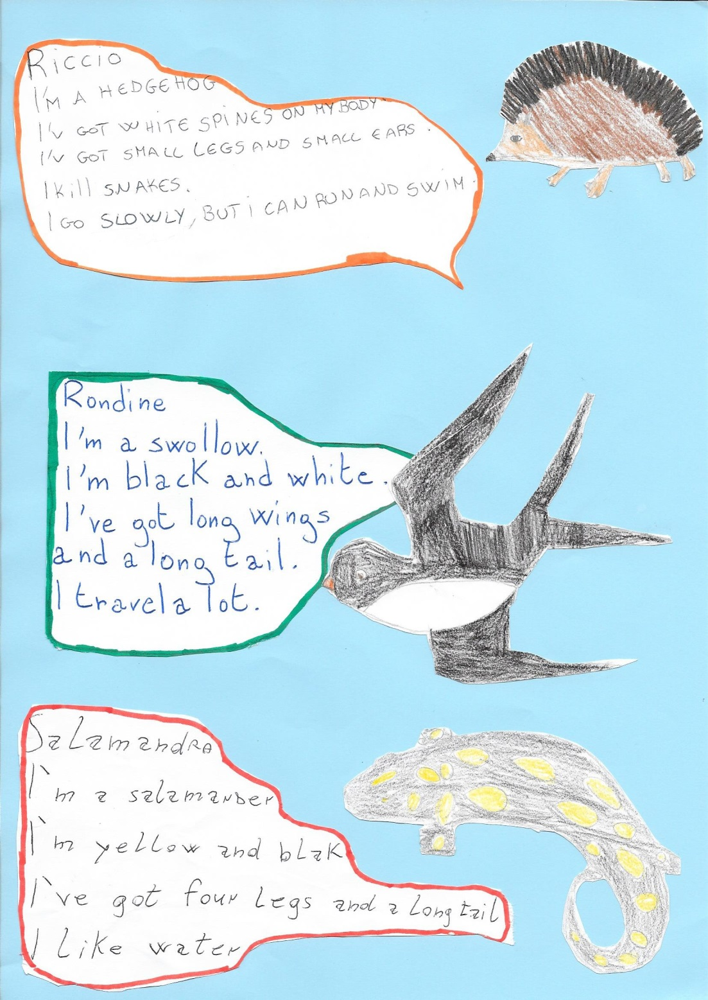 Riccio
I'M A HEDGEHOG
I'V GOT WHITE SPINES ON MY BODY.
I'V GOT SMALL LEGS AND SMALL EARS.
I kill SNAKES.
I GO SLOWLY, BUT i CAN RUN AND SWIM.
Rondine
I'm a swollow.
I'm black and white.
I've got long wings
and a long tail.
I travel a lot.
Salamandra
I'm a salamander
I'm yellow and blak
I've got four legs and a long tail
I like water